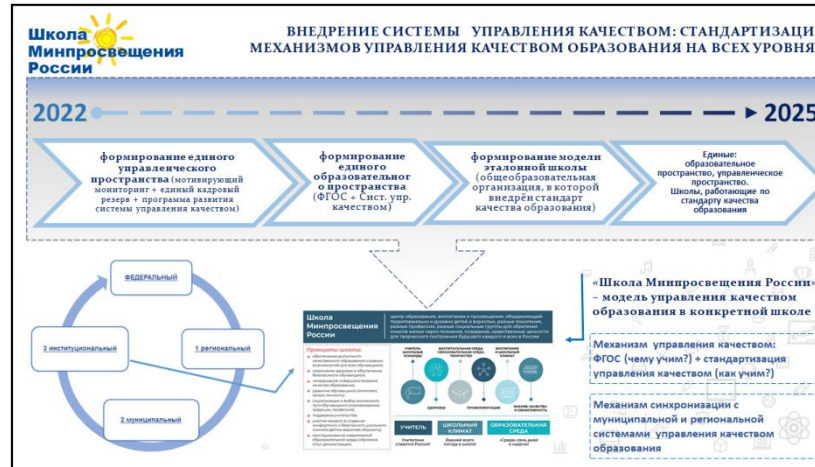 Школа
Минпросвещения
России
ВНЕДРЕНИЕ СИСТЕМЫ УПРАВЛЕНИЯ КАЧЕСТВОМ: СТАНДАРТИЗАЦИ
МЕХАНИЗМОВ УПРАВЛЕНИЯ КАЧЕСТВОМ ОБРАЗОВАНИЯ НА ВСЕХ УРОВНЯ
2022
2025
формирование единого
управленческого
пространства (мотивирующий
мониторинг + единый кадровый
резерв + программа развития
системы управления качеством)
формирование
единого
образовательног
о пространства
(ФГОС + Сист. упр.
качеством)
формирование модели
эталонной школы
(общеобразовательная
организация, в которой
внедрён стандарт
качества образования)
Единые:
образовательное
пространство, управленческое
пространство.
Школы, работающие по
стандарту качества
образования
ФЕДЕРАЛЬНЫЙ
3 институциональный
1 региональный
2 муниципальный
Школа
Минпросвещения
России
Принципы школы:
УЧИТЕЛЬ
ШКОЛЬНЫЙ
КЛИМАТ
ОБРАЗОВАТЕЛЬНАЯ
СРЕДА
«Школа Минпросвещения России»
– модель управления качеством
образования в конкретной школе
Механизм управления качеством:
ФГОС (чему учим?) + стандартизация
управления качеством (как учим?)
Механизм синхронизации с
муниципальной и региональной
системами управления качеством
образования